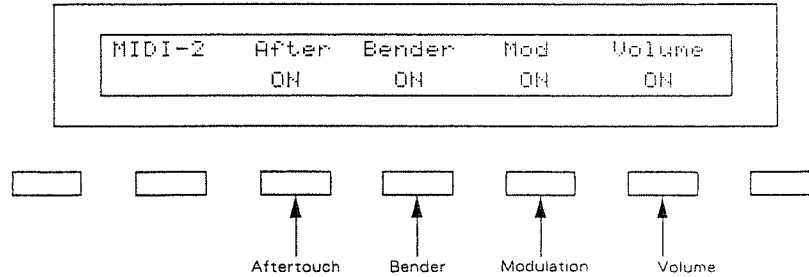 MIDI-2 After Bender Mod Volume
ON ON ON ON
Aftertouch Bender Modulation Volume